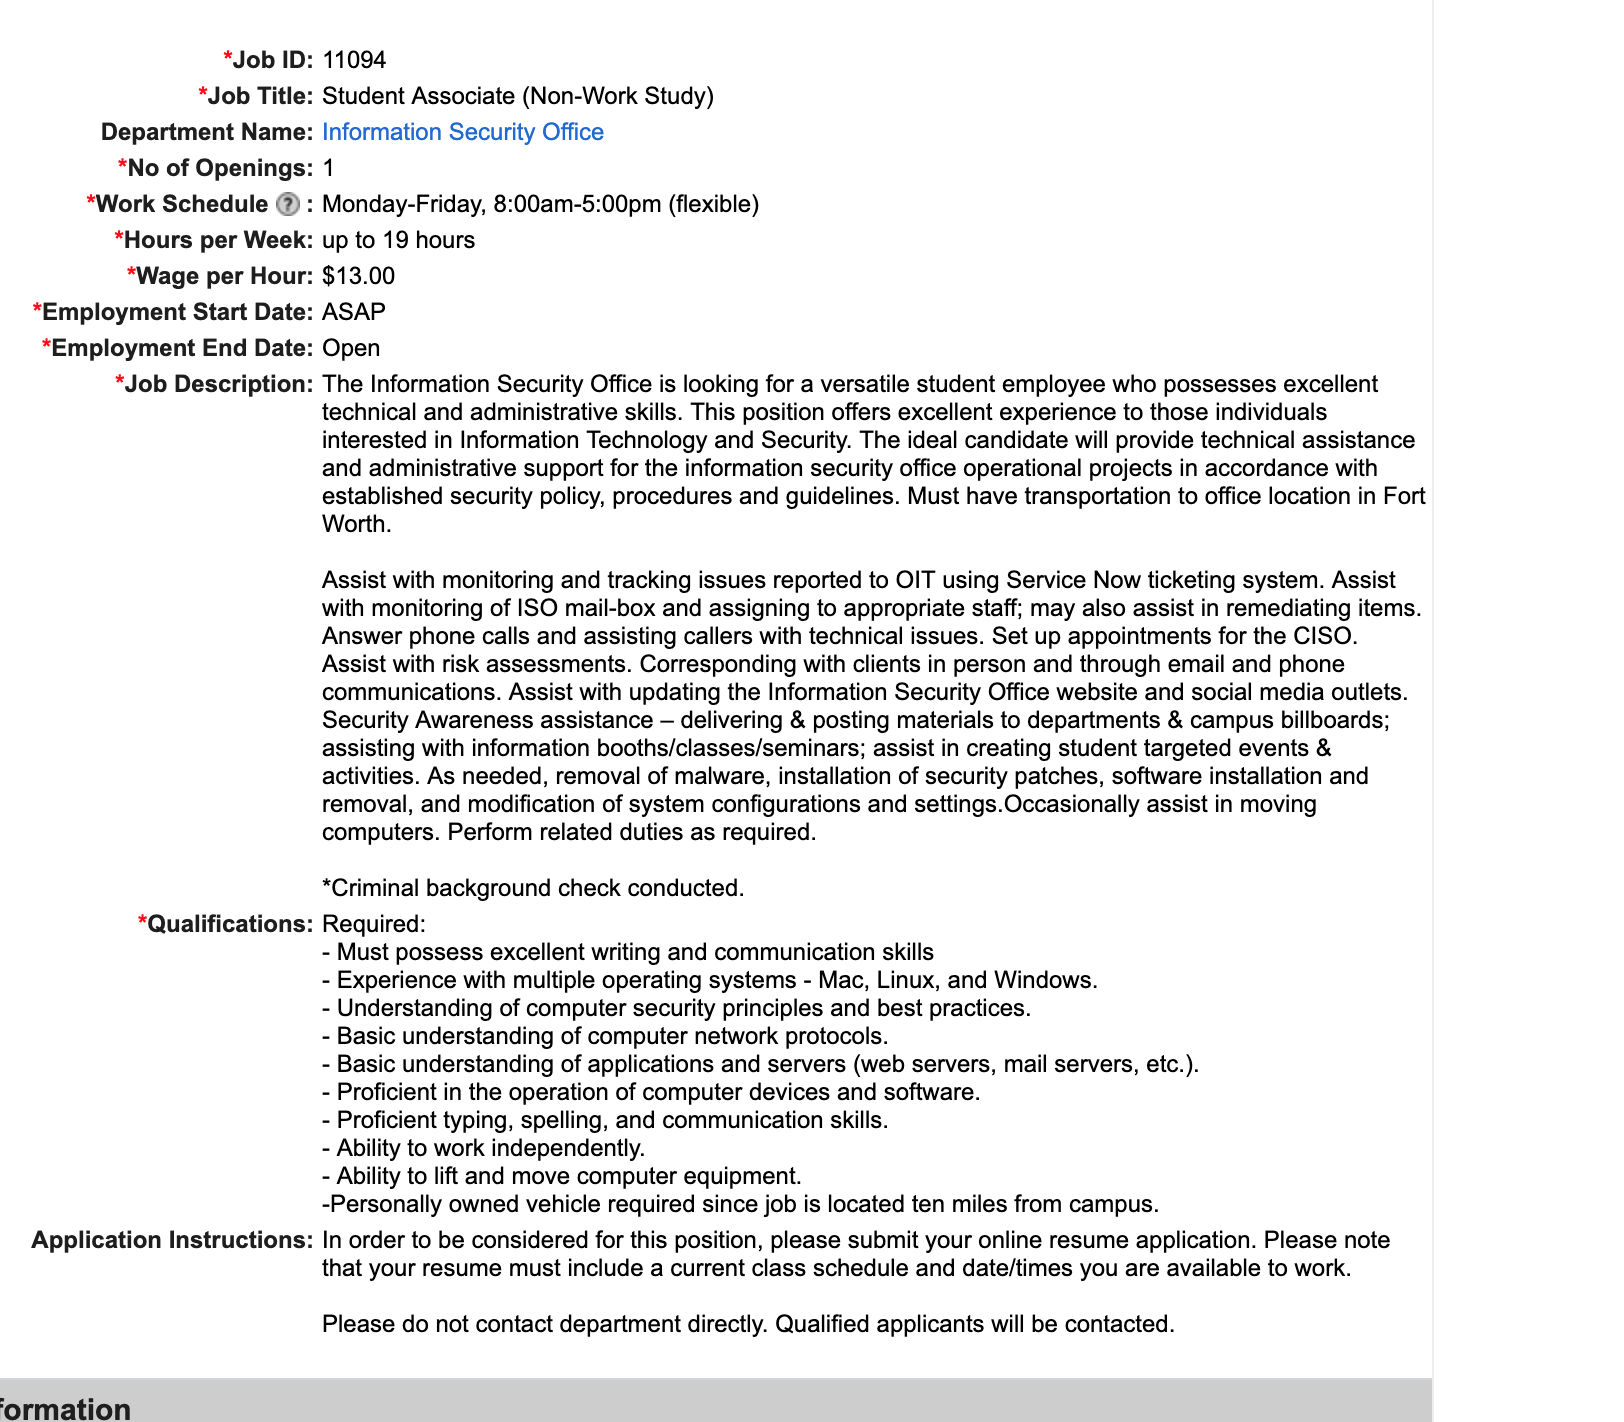 *Job ID: 11094
*Job Title: Student Associate (Non-Work Study)
Department Name: Information Security Office
*No of Openings: 1
*Work Schedule ? : Monday-Friday, 8:00am-5:00pm (flexible)
*Hours per Week: up to 19 hours
*Wage per Hour: $13.00
*Employment Start Date: ASAP
*Employment End Date: Open
*Job Description: The Information Security Office is looking for a versatile student employee who possesses excellent
technical and administrative skills. This position offers excellent experience to those individuals
interested in Information Technology and Security. The ideal candidate will provide technical assistance
and administrative support for the information security office operational projects in accordance with
established security policy, procedures and guidelines. Must have transportation to office location in Fort
Worth.
Assist with monitoring and tracking issues reported to OIT using Service Now ticketing system. Assist
with monitoring of ISO mail-box and assigning to appropriate staff; may also assist in remediating items.
Answer phone calls and assisting callers with technical issues. Set up appointments for the CISO.
Assist with risk assessments. Corresponding with clients in person and through email and phone
communications. Assist with updating the Information Security Office website and social media outlets.
Security Awareness assistance – delivering & posting materials to departments & campus billboards;
assisting with information booths/classes/seminars; assist in creating student targeted events &
activities. As needed, removal of malware, installation of security patches, software installation and
removal, and modification of system configurations and settings.Occasionally assist in moving
computers. Perform related duties as required.
*Criminal background check conducted.
*Qualifications: Required:
- Must possess excellent writing and communication skills
- Experience with multiple operating systems - Mac, Linux, and Windows.
- Understanding of computer security principles and best practices.
- Basic understanding of computer network protocols.
- Basic understanding of applications and servers (web servers, mail servers, etc.).
- Proficient in the operation of computer devices and software.
- Proficient typing, spelling, and communication skills.
- Ability to work independently.
- Ability to lift and move computer equipment.
-Personally owned vehicle required since job is located ten miles from campus.
Application Instructions: In order to be considered for this position, please submit your online resume application. Please note
that your resume must include a current class schedule and date/times you are available to work.
Please do not contact department directly. Qualified applicants will be contacted.
formation